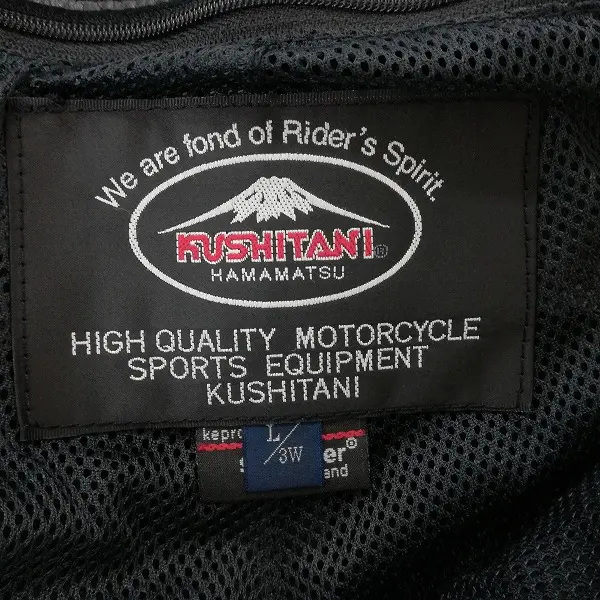 We are fond of Rider's Spirit.
KUSHITANI®
HAMAMATSU
HIGH QUALITY MOTORCYCLE
SPORTS EQUIPMENT
KUSHITANI
L/3W